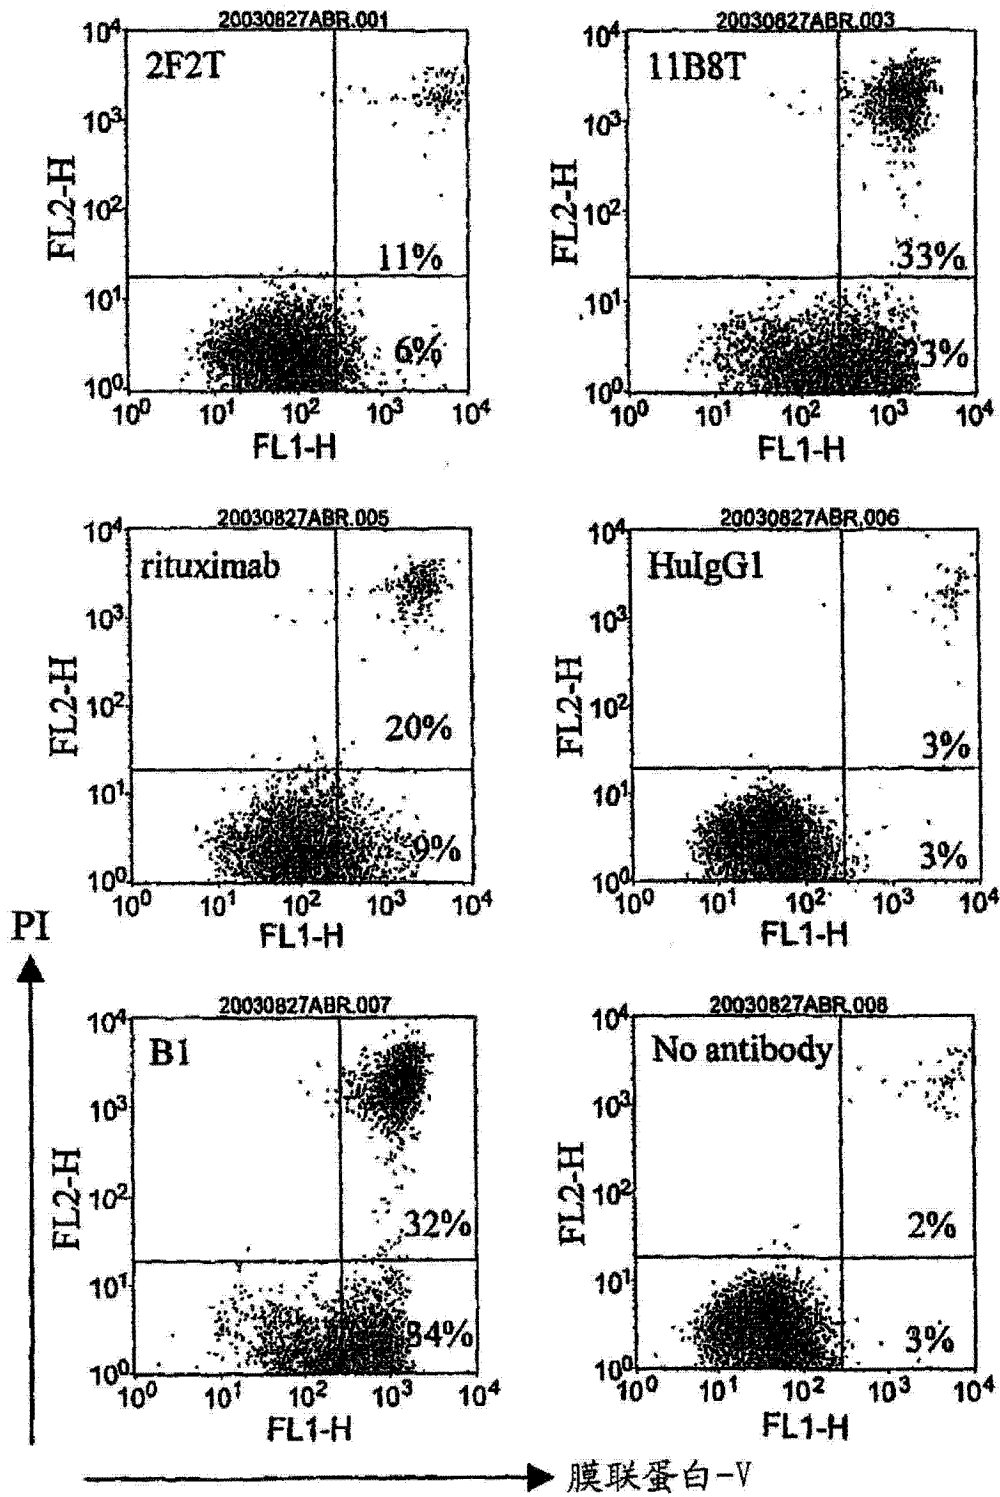 20030827ABR.001
2F2T
10⁴
10³
10²
10¹
10⁰
FL2-H
11%
6%
10⁰ 10¹ 10² 10³ 10⁴
FL1-H
20030827ABR.003
11B8T
10⁴
10³
10²
10¹
10⁰
FL2-H
33%
10⁰ 10¹ 10² 10³ 10⁴
FL1-H
20030827ABR.005
rituximab
10⁴
10³
10²
10¹
10⁰
FL2-H
20%
9%
10⁰ 10¹ 10² 10³ 10⁴
FL1-H
20030827ABR.006
HuIgG1
10⁴
10³
10²
10¹
10⁰
FL2-H
3%
3%
10⁰ 10¹ 10² 10³ 10⁴
FL1-H
PI
20030827ABR.007
B1
10⁴
10³
10²
10¹
10⁰
FL2-H
32%
34%
10⁰ 10¹ 10² 10³ 10⁴
FL1-H
20030827ABR.008
No antibody
10⁴
10³
10²
10¹
10⁰
FL2-H
2%
3%
10⁰ 10¹ 10² 10³ 10⁴
FL1-H
膜联蛋白-V